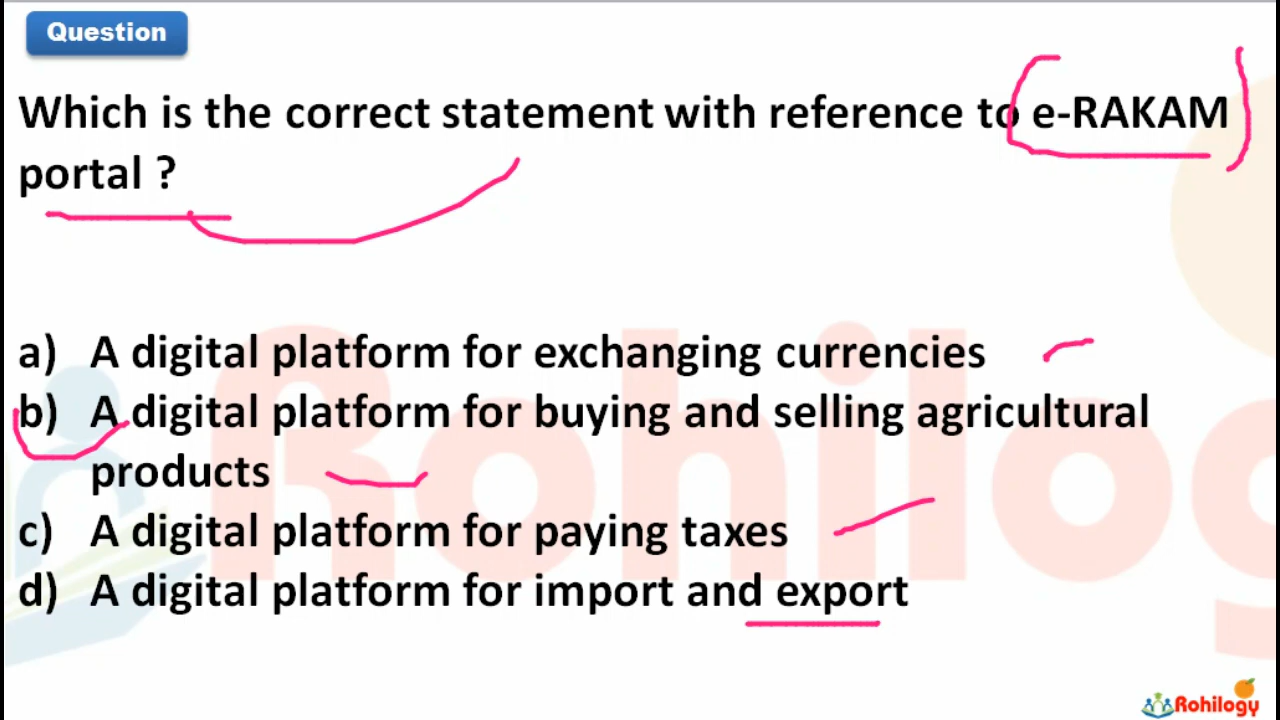 Question
Which is the correct statement with reference to e-RAKAM
portal ?
a) A digital platform for exchanging currencies
b) A digital platform for buying and selling agricultural
products
c) A digital platform for paying taxes
d) A digital platform for import and export
Rohilog
Rohilogy